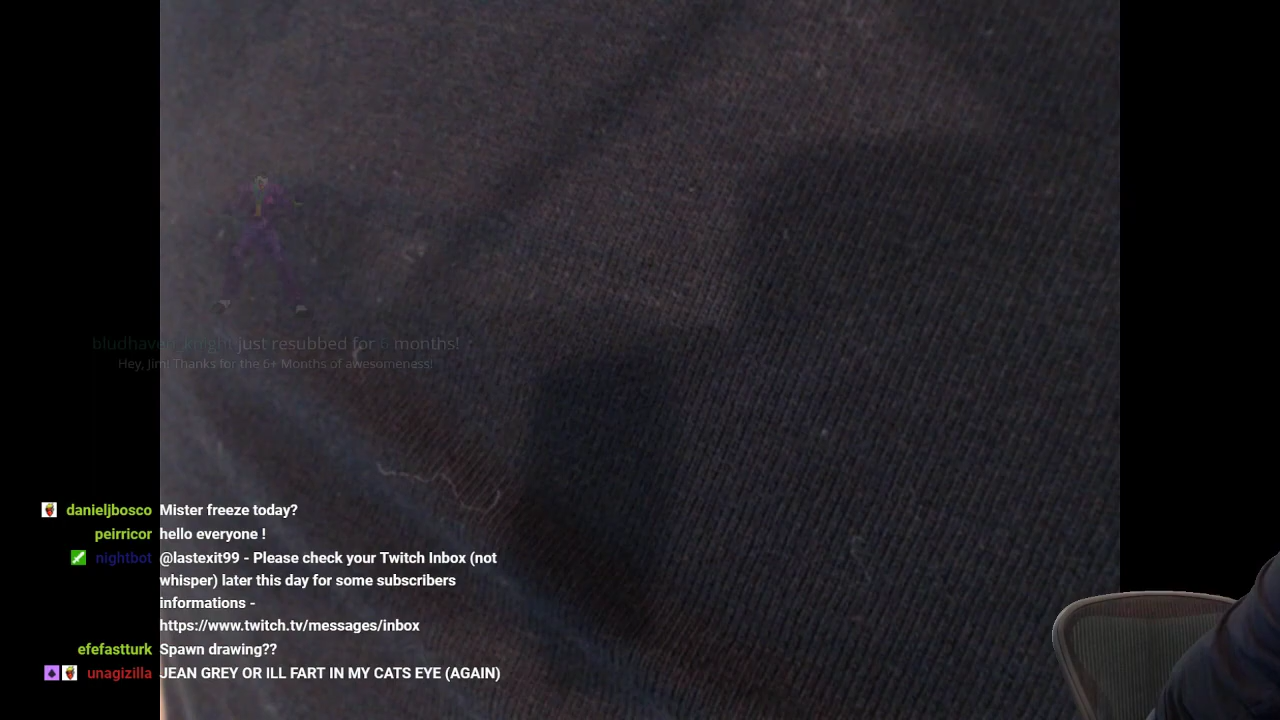 bludhavens_knight just resubbed for 6 months!
Hey, Jim! Thanks for the 6+ Months of awesomeness!
danieljbosco Mister freeze today?
peirricor hello everyone !
nightbot @lastexit99 - Please check your Twitch Inbox (not
whisper) later this day for some subscribers
informations -
https://www.twitch.tv/messages/inbox
efefastturk Spawn drawing??
unagizilla JEAN GREY OR ILL FART IN MY CATS EYE (AGAIN)